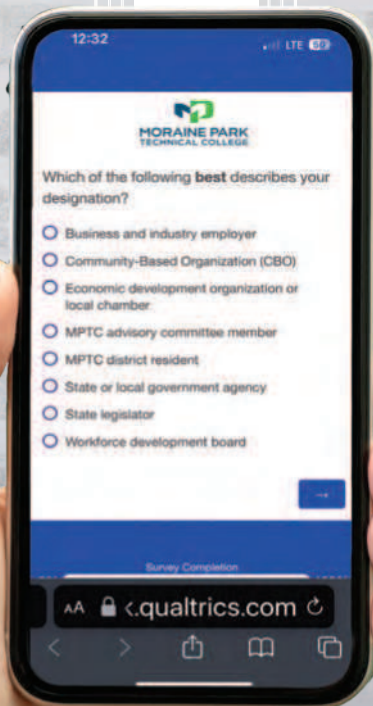 12:32
LTE 69
MORAINE PARK
TECHNICAL COLLEGE
Which of the following best describes your
designation?
Business and industry employer
Community-Based Organization (CBO)
Economic development organization or
local chamber
MPTC advisory committee member
MPTC district resident
State or local government agency
State legislator
Workforce development board
→
Survey Completion
AA <.qualtrics.com